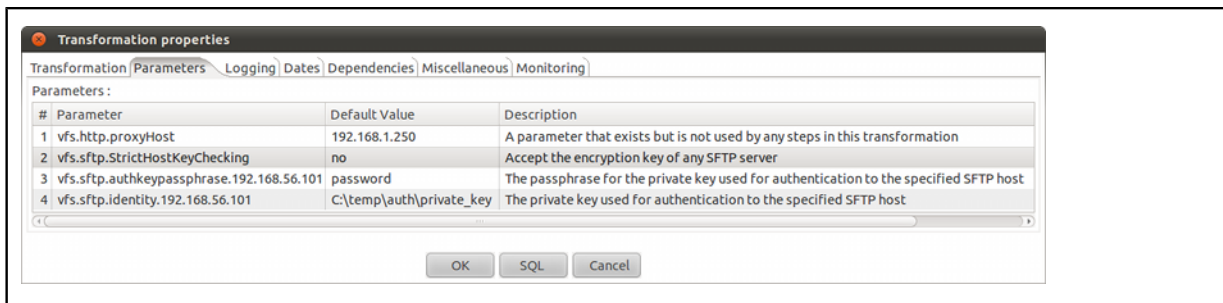 Transformation properties
Transformation Parameters Logging Dates Dependencies Miscellaneous Monitoring
Parameters :
# Parameter Default Value Description
1 vfs.http.proxyHost 192.168.1.250 A parameter that exists but is not used by any steps in this transformation
2 vfs.sftp.StrictHostKeyChecking no Accept the encryption key of any SFTP server
3 vfs.sftp.authkeypassphrase.192.168.56.101 password The passphrase for the private key used for authentication to the specified SFTP host
4 vfs.sftp.identity.192.168.56.101 C:\temp\auth\private_key The private key used for authentication to the specified SFTP host
OK SQL Cancel